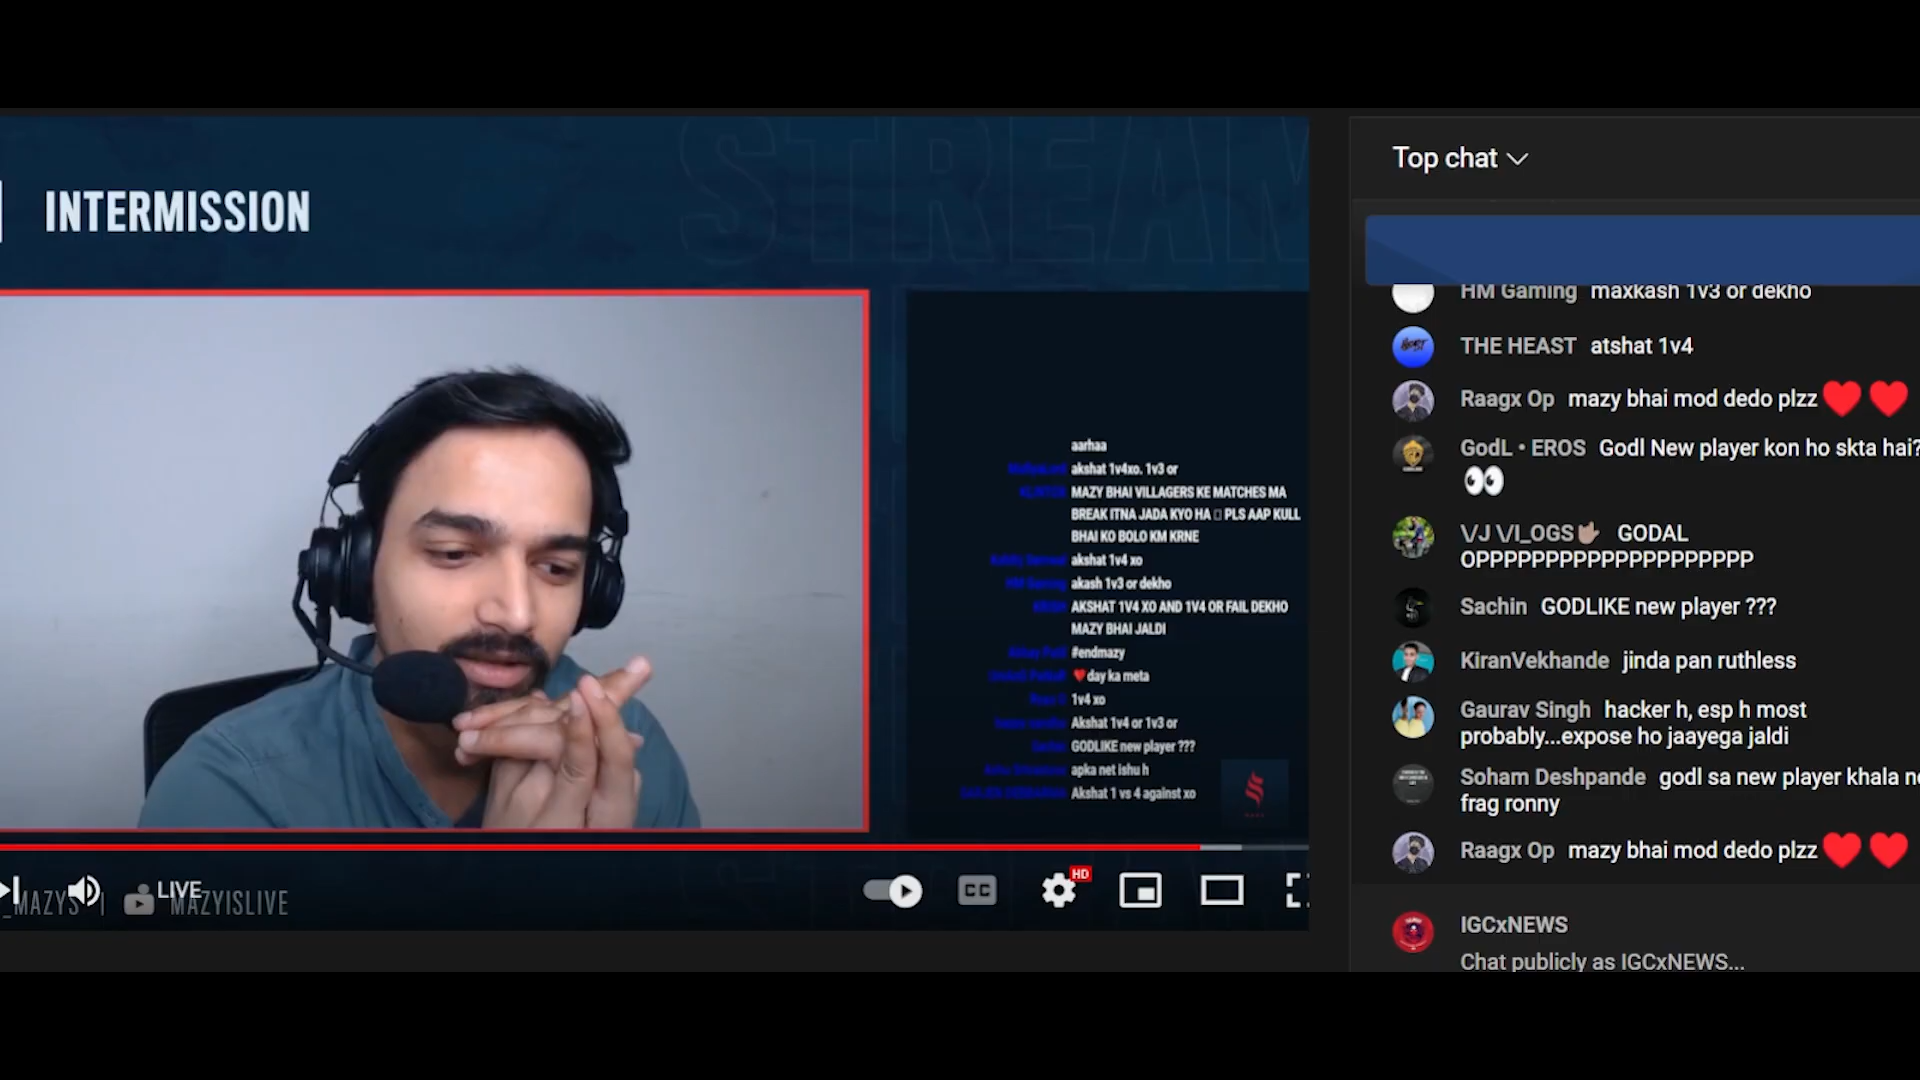 STREAM
INTERMISSION
aarhaa
akshat 1v4xo. 1v3 or
MAZY BHAI VILLAGERS KE MATCHES MA
BREAK ITNA JADA KYO HA PLS AAP KULL
BHAI KO BOLO KM KRNE
akshat 1v4 xo
HM Gaming akash 1v3 or dekho
AKSHAT 1V4 XO AND 1V4 OR FAIL DEKHO
MAZY BHAI JALDI
#endmazy
❤️day ka meta
1v4 xo
Akshat 1v4 or 1v3 or
Sachin GODLIKE new player ???
apka net ishu h
Akshat 1 vs 4 against xo
_MAZYS |
LIVE
MAZYISLIVE
CC
HD
Top chat
HM Gaming maxkash 1v3 or dekho
THE HEAST atshat 1v4
Raagx Op mazy bhai mod dedo plzz❤️❤️
GodL • EROS Godl New player kon ho skta hai?
👀
\/J \/l_OGS🤟🏽 GODAL
OPPPPPPPPPPPPPPPPPPP
Sachin GODLIKE new player ???
KiranVekhande jinda pan ruthless
Gaurav Singh hacker h, esp h most
probably...expose ho jaayega jaldi
Soham Deshpande godl sa new player khala
frag ronny
Raagx Op mazy bhai mod dedo plzz❤️❤️
IGCxNEWS
Chat publicly as IGCxNEWS...